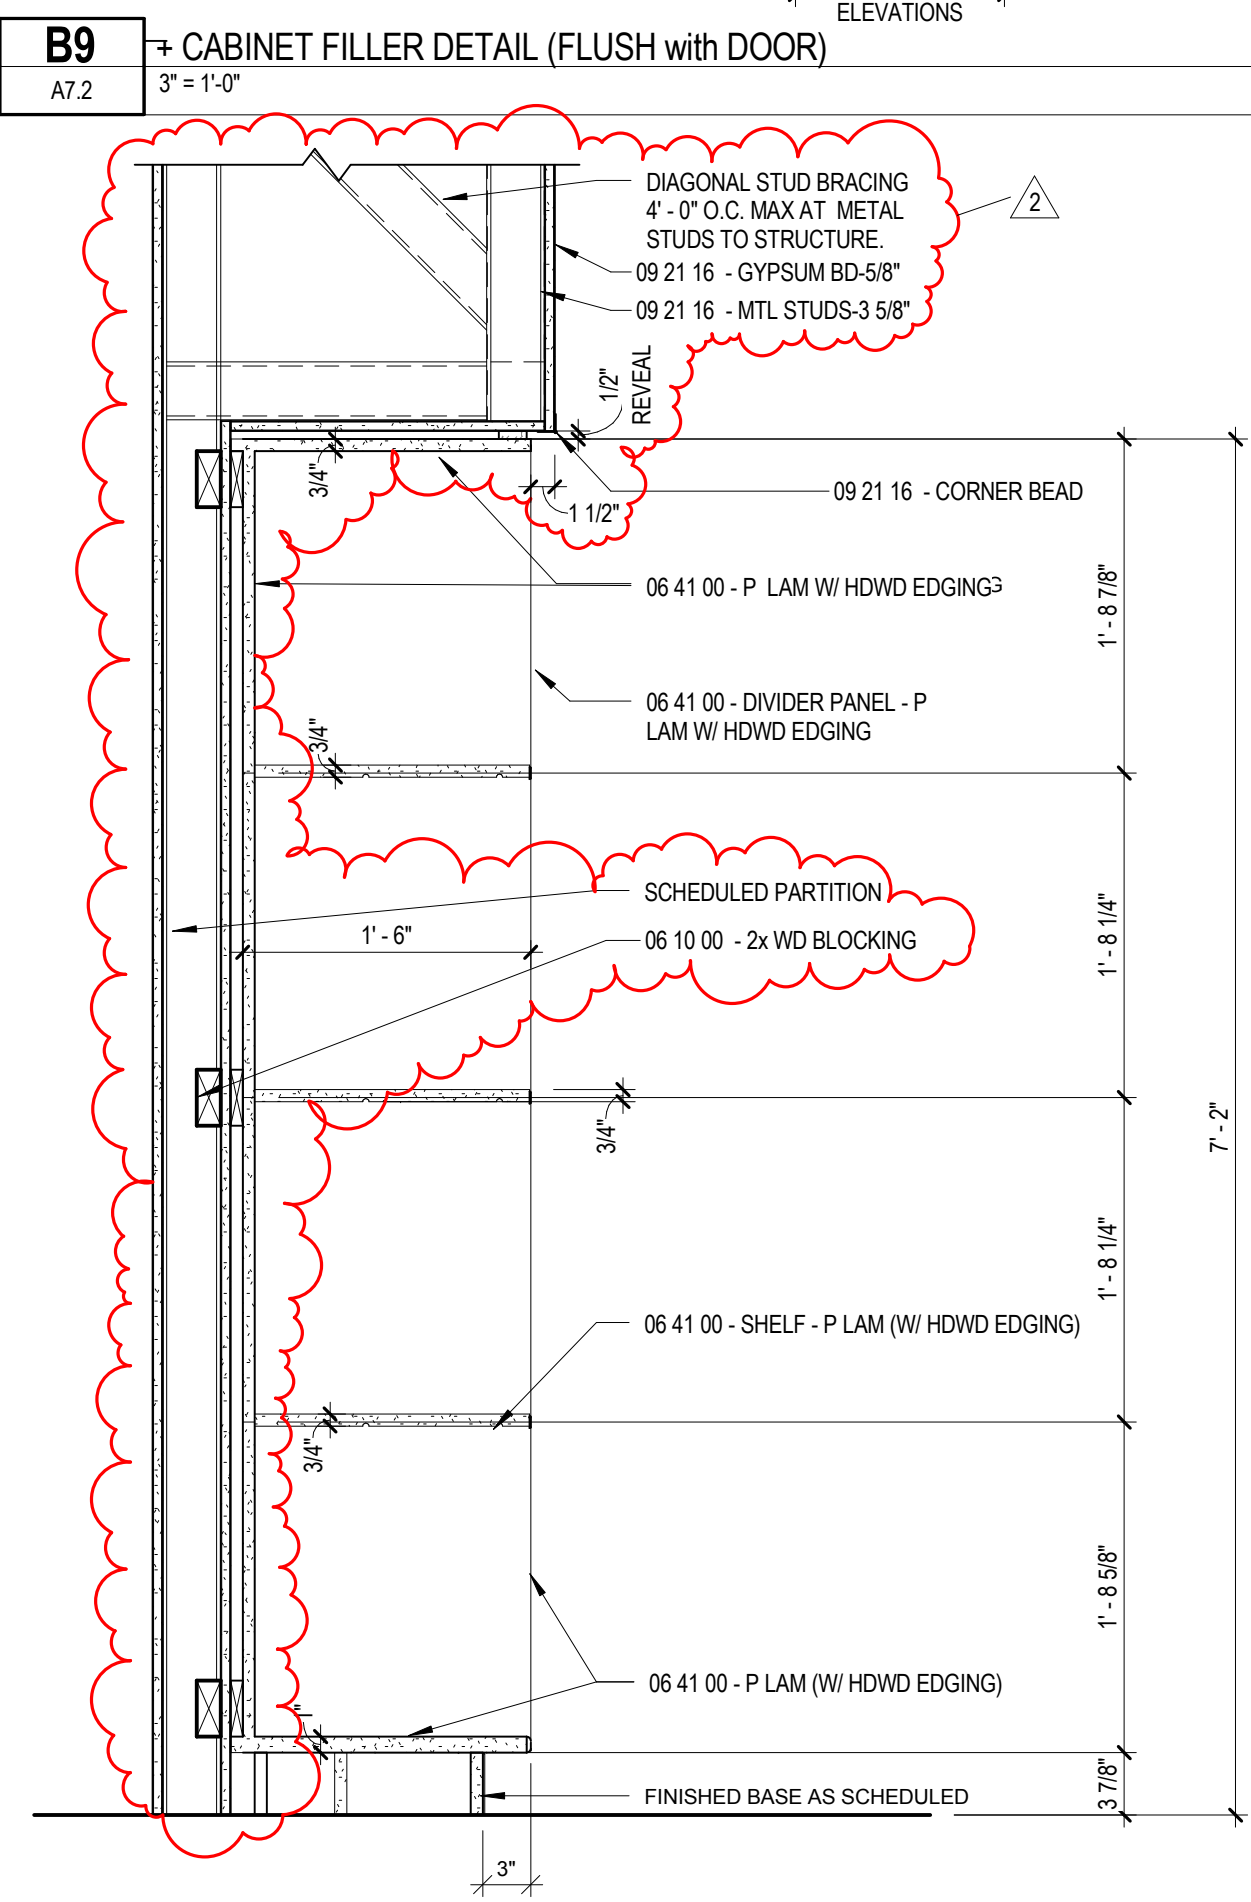 ELEVATIONS
B9
+ CABINET FILLER DETAIL (FLUSH with DOOR)
A7.2
3" = 1'-0"
DIAGONAL STUD BRACING
4' - 0" O.C. MAX AT METAL
STUDS TO STRUCTURE.
2
09 21 16 - GYPSUM BD-5/8"
09 21 16 - MTL STUDS-3 5/8"
1/2"
REVEAL
3/4"
09 21 16 - CORNER BEAD
1 1/2"
06 41 00 - P LAM W/ HDWD EDGING
1' - 8 7/8"
06 41 00 - DIVIDER PANEL - P
LAM W/ HDWD EDGING
3/4"
SCHEDULED PARTITION
1' - 6"
06 10 00 - 2x WD BLOCKING
1' - 8 1/4"
3/4"
7' - 2"
1' - 8 1/4"
06 41 00 - SHELF - P LAM (W/ HDWD EDGING)
3/4"
1' - 8 5/8"
06 41 00 - P LAM (W/ HDWD EDGING)
1"
FINISHED BASE AS SCHEDULED
3 7/8"
3"